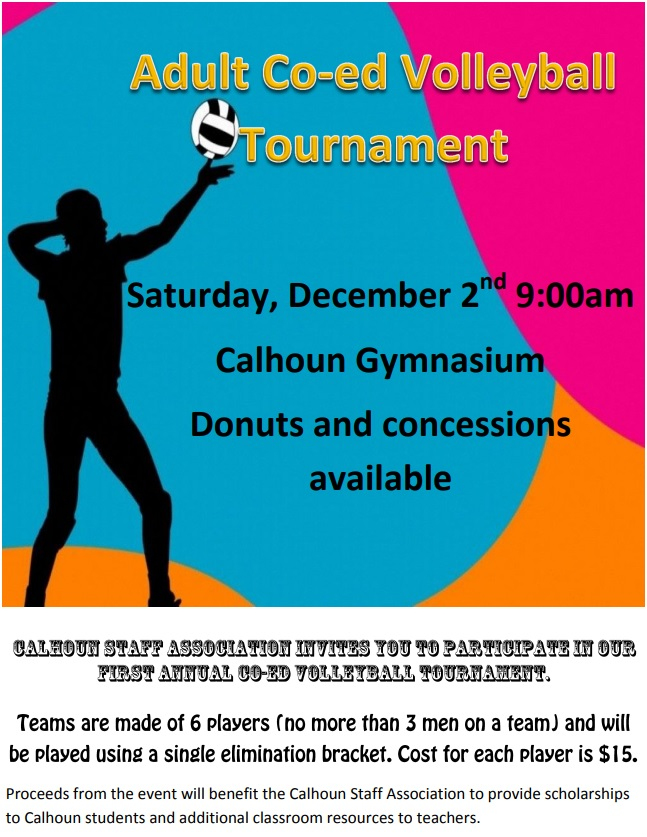 Adult Co-ed Volleyball
Tournament
Saturday, December 2nd 9:00am
Calhoun Gymnasium
Donuts and concessions
available
CALHOUN STAFF ASSOCIATION INVITES YOU TO PARTICIPATE IN OUR
FIRST ANNUAL CO-ED VOLLEYBALL TOURNAMENT.
Teams are made of 6 players (no more than 3 men on a team) and will
be played using a single elimination bracket. Cost for each player is $15.
Proceeds from the event will benefit the Calhoun Staff Association to provide scholarships
to Calhoun students and additional classroom resources to teachers.